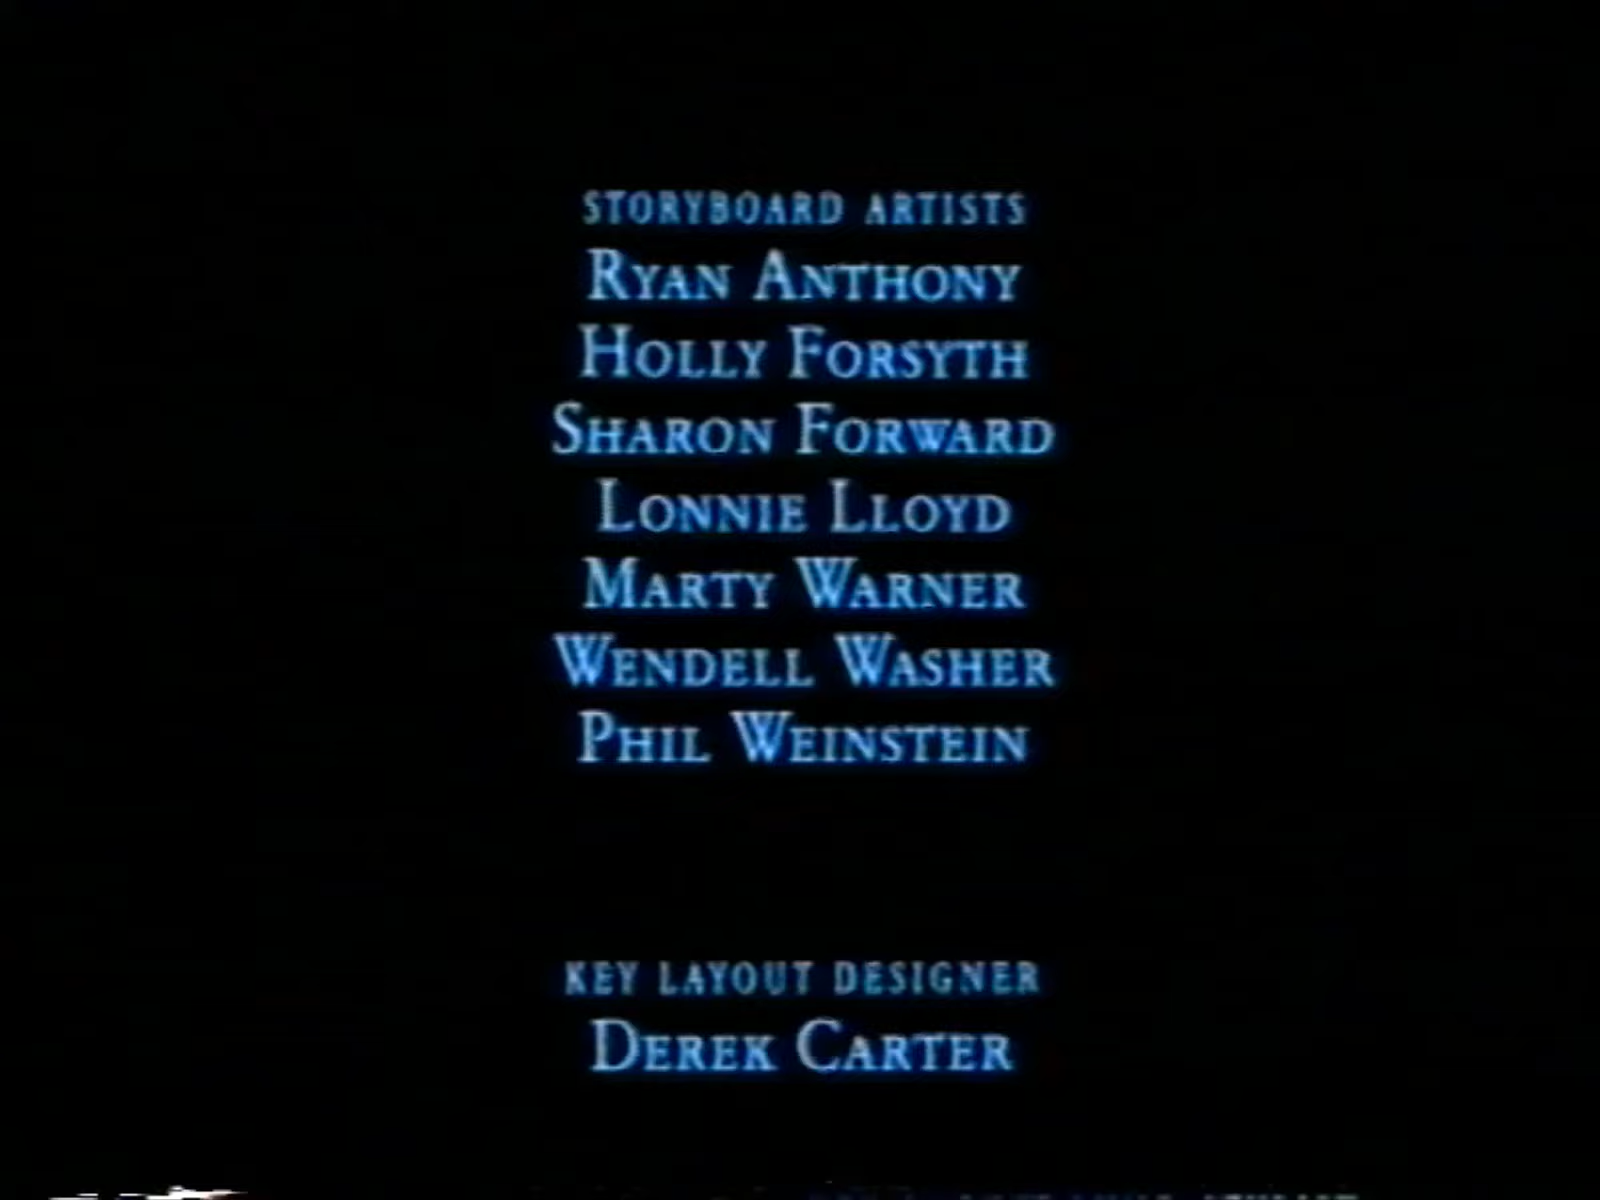 STORYBOARD ARTISTS
RYAN ANTHONY
HOLLY FORSYTH
SHARON FORWARD
LONNIE LLOYD
MARTY WARNER
WENDELL WASHER
PHIL WEINSTEIN
KEY LAYOUT DESIGNER
DEREK CARTER